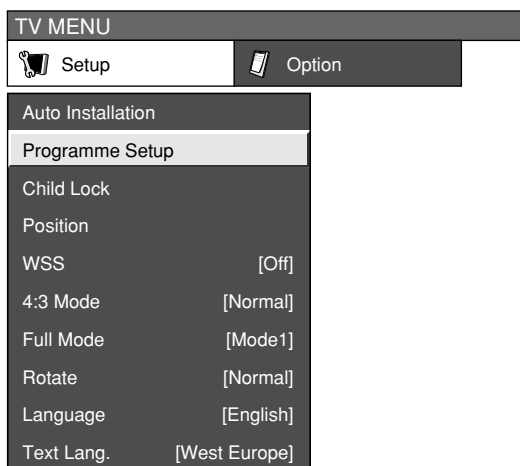 TV MENU
Setup Option
Auto Installation
Programme Setup
Child Lock
Position
WSS [Off]
4:3 Mode [Normal]
Full Mode [Mode1]
Rotate [Normal]
Language [English]
Text Lang. [West Europe]